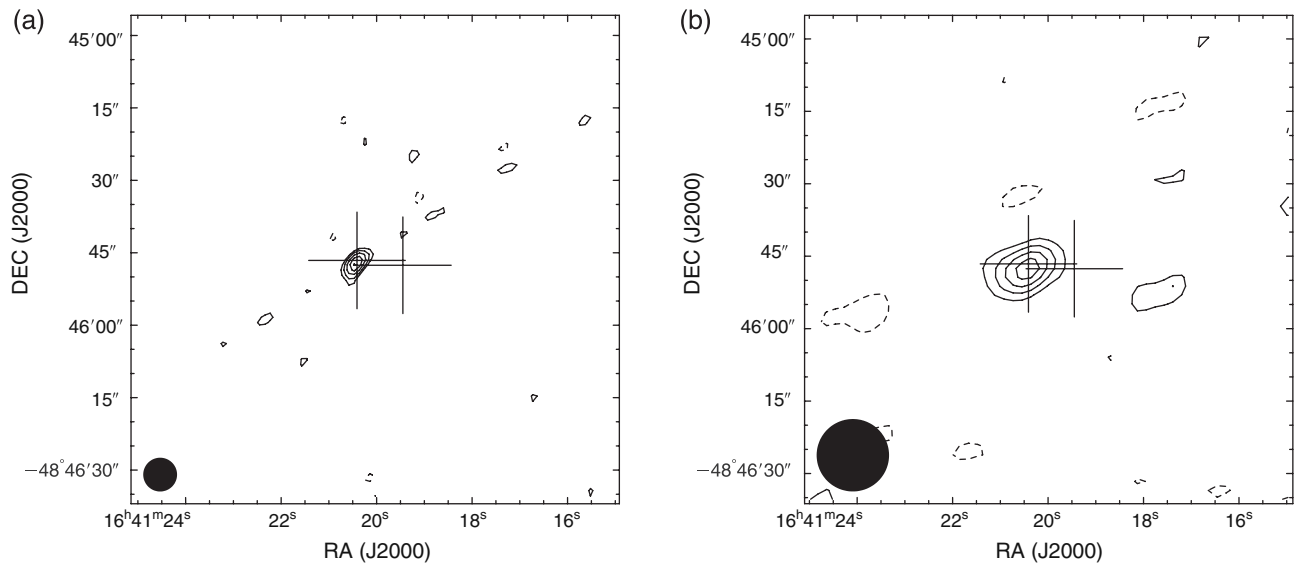 (a)
45′00″
15″
30″
45″
46′00″
15″
−48°46′30″
DEC (J2000)
16ʰ41ᵐ24ˢ
22ˢ
20ˢ
18ˢ
16ˢ
RA (J2000)
(b)
45′00″
15″
30″
45″
46′00″
15″
−48°46′30″
DEC (J2000)
16ʰ41ᵐ24ˢ
22ˢ
20ˢ
18ˢ
16ˢ
RA (J2000)